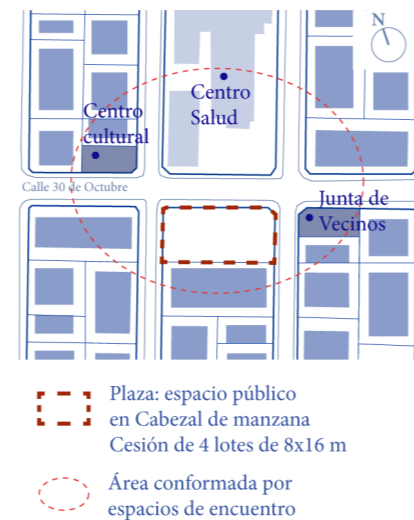 N
Centro
Salud
Centro
cultural
Calle 30 de Octubre
Junta de
Vecinos
Plaza: espacio público
en Cabezal de manzana
Cesión de 4 lotes de 8x16 m
Área conformada por
espacios de encuentro